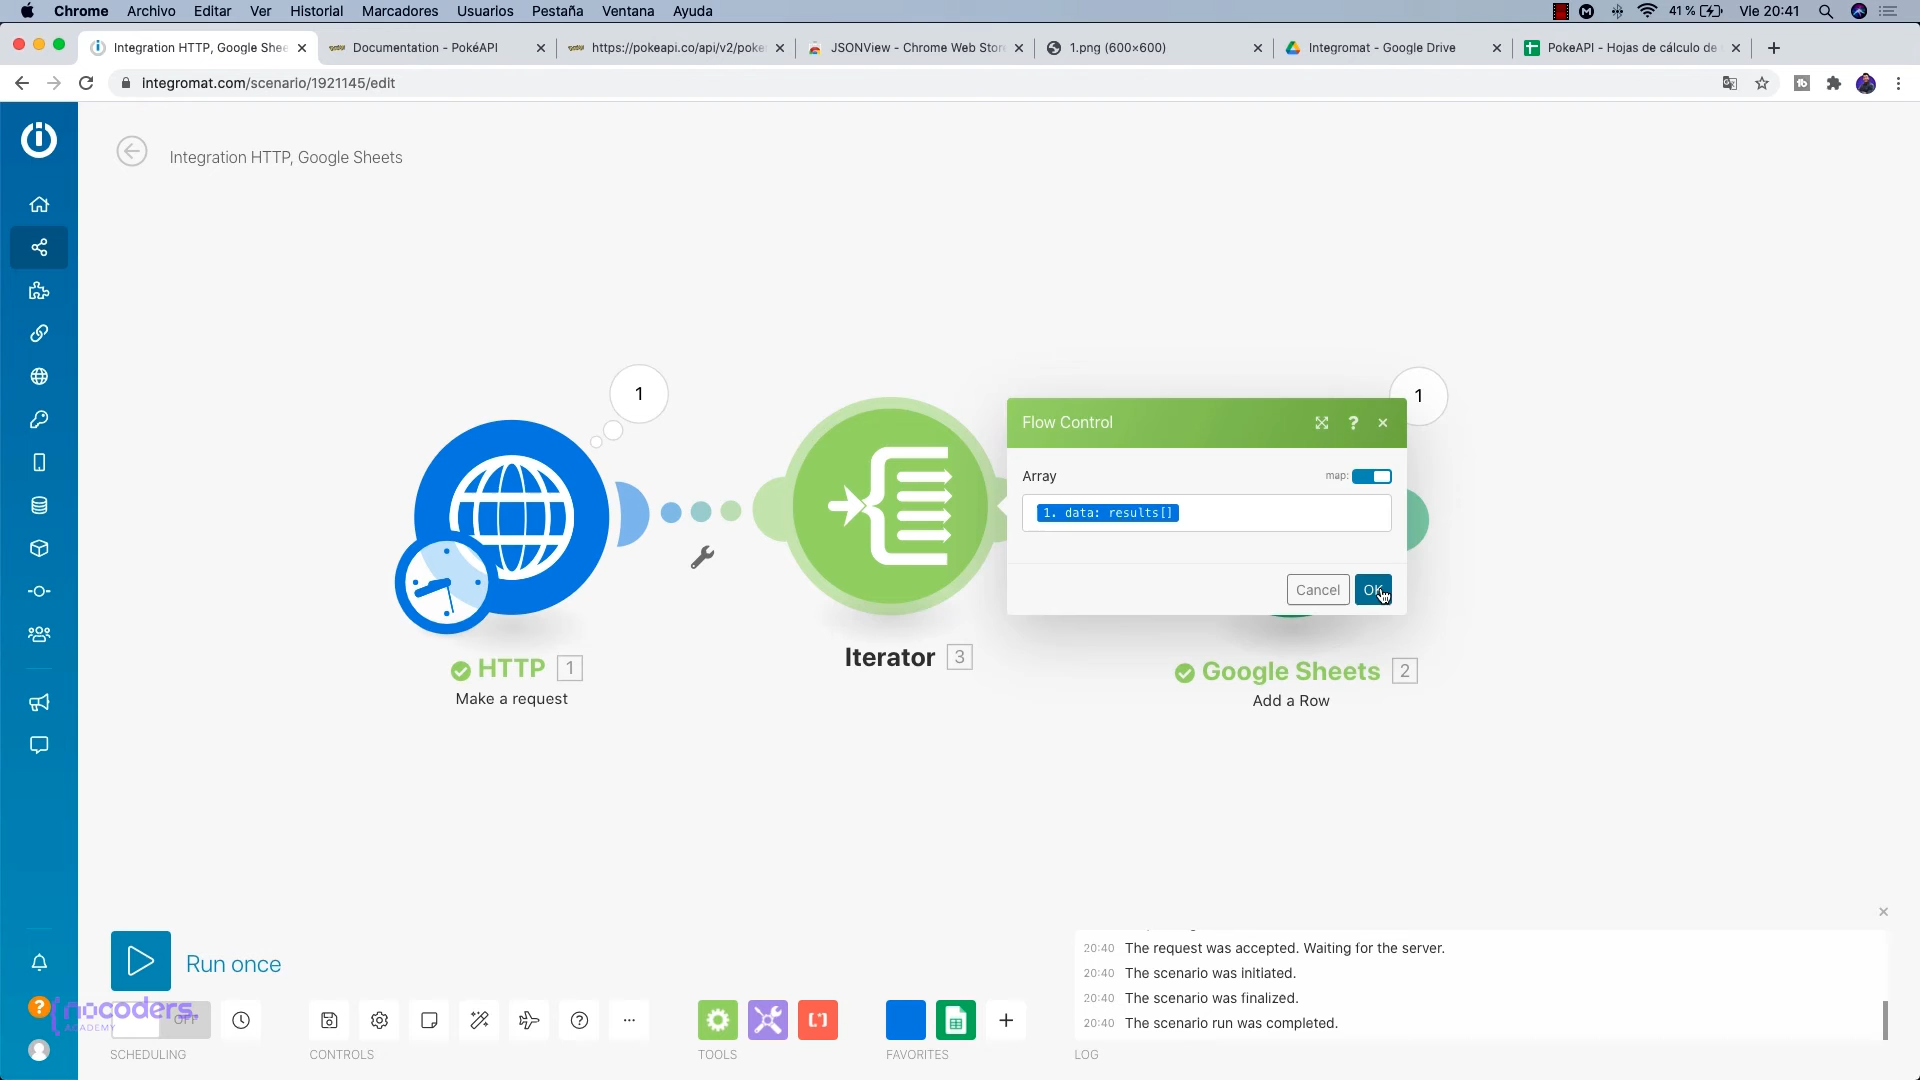 Chrome Archivo Editar Ver Historial Marcadores Usuarios Pestaña Ventana Ayuda 41 % Vie 20:41
Integration HTTP, Google Shee Documentation - PokéAPI https://pokeapi.co/api/v2/poke JSONView - Chrome Web Stor 1.png (600×600) Integromat - Google Drive PokeAPI - Hojas de cálculo de
integromat.com/scenario/1921145/edit
Integration HTTP, Google Sheets
1
1
Flow Control
Array map:
1. data: results[]
Cancel OK
HTTP 1
Make a request
Iterator 3
Google Sheets 2
Add a Row
Run once
20:40 The request was accepted. Waiting for the server.
20:40 The scenario was initiated.
20:40 The scenario was finalized.
20:40 The scenario run was completed.
nocoders.
ACADEMY
OFF
SCHEDULING CONTROLS TOOLS FAVORITES LOG